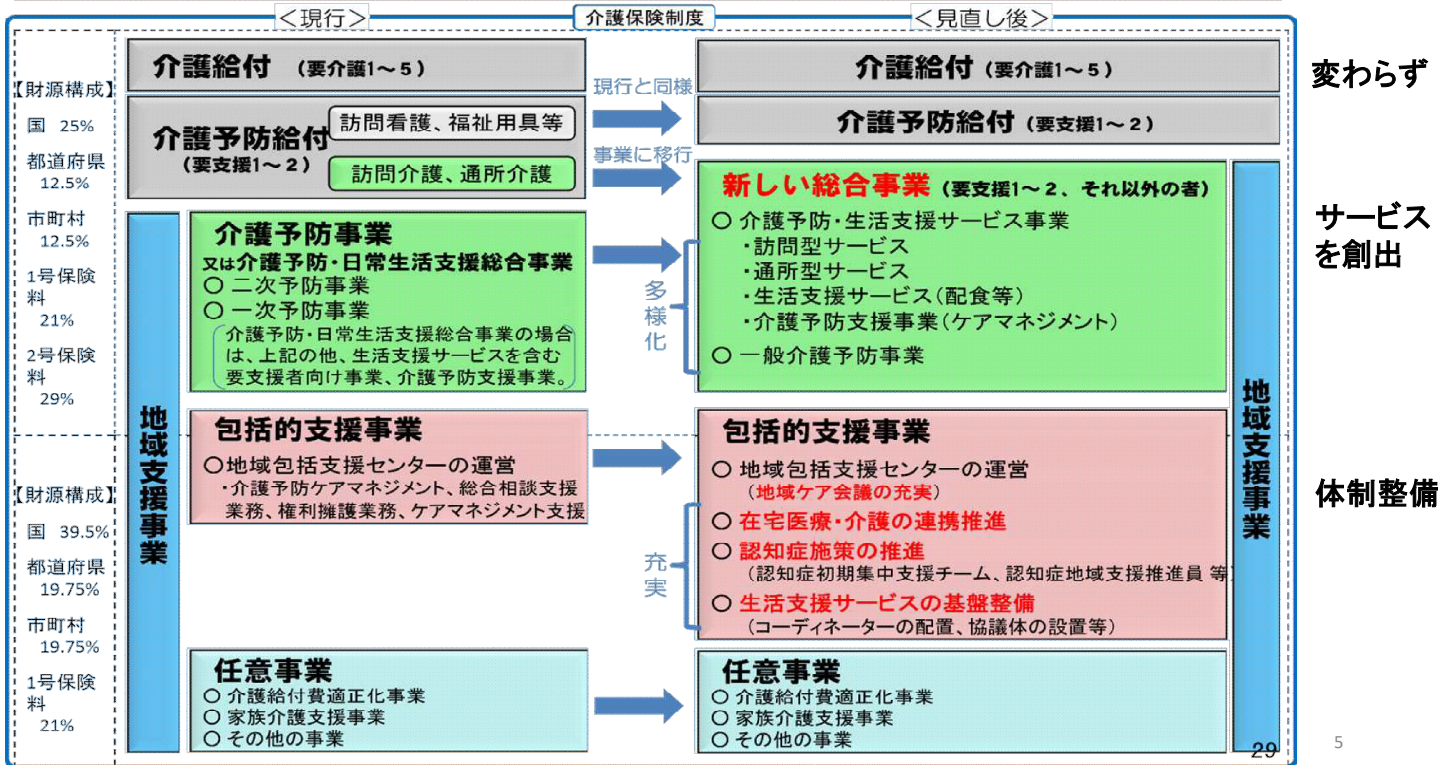 <現行>
介護保険制度
<見直し後>
【財源構成】
国 25%
都道府県
12.5%
市町村
12.5%
1号保険
料
21%
2号保険
料
29%
【財源構成】
国 39.5%
都道府県
19.75%
市町村
19.75%
1号保険
料
21%
介護給付 (要介護1~5)
介護予防給付
(要支援1~2)
訪問看護、福祉用具等
訪問介護、通所介護
地域支援事業
介護予防事業
又は介護予防・日常生活支援総合事業
○ 二次予防事業
○ 一次予防事業
介護予防・日常生活支援総合事業の場合
は、上記の他、生活支援サービスを含む
要支援者向け事業、介護予防支援事業。
包括的支援事業
○地域包括支援センターの運営
・介護予防ケアマネジメント、総合相談支援
業務、権利擁護業務、ケアマネジメント支援
任意事業
○ 介護給付費適正化事業
○ 家族介護支援事業
○ その他の事業
現行と同様
事業に移行
多様化
充実
介護給付(要介護1~5)
介護予防給付(要支援1~2)
新しい総合事業(要支援1~2、それ以外の者)
○ 介護予防・生活支援サービス事業
・訪問型サービス
・通所型サービス
・生活支援サービス(配食等)
・介護予防支援事業(ケアマネジメント)
○ 一般介護予防事業
包括的支援事業
○ 地域包括支援センターの運営
(地域ケア会議の充実)
○ 在宅医療・介護の連携推進
○ 認知症施策の推進
(認知症初期集中支援チーム、認知症地域支援推進員 等)
○ 生活支援サービスの基盤整備
(コーディネーターの配置、協議体の設置等)
任意事業
○ 介護給付費適正化事業
○ 家族介護支援事業
○ その他の事業
地域支援事業
29
変わらず
サービス
を創出
体制整備
5